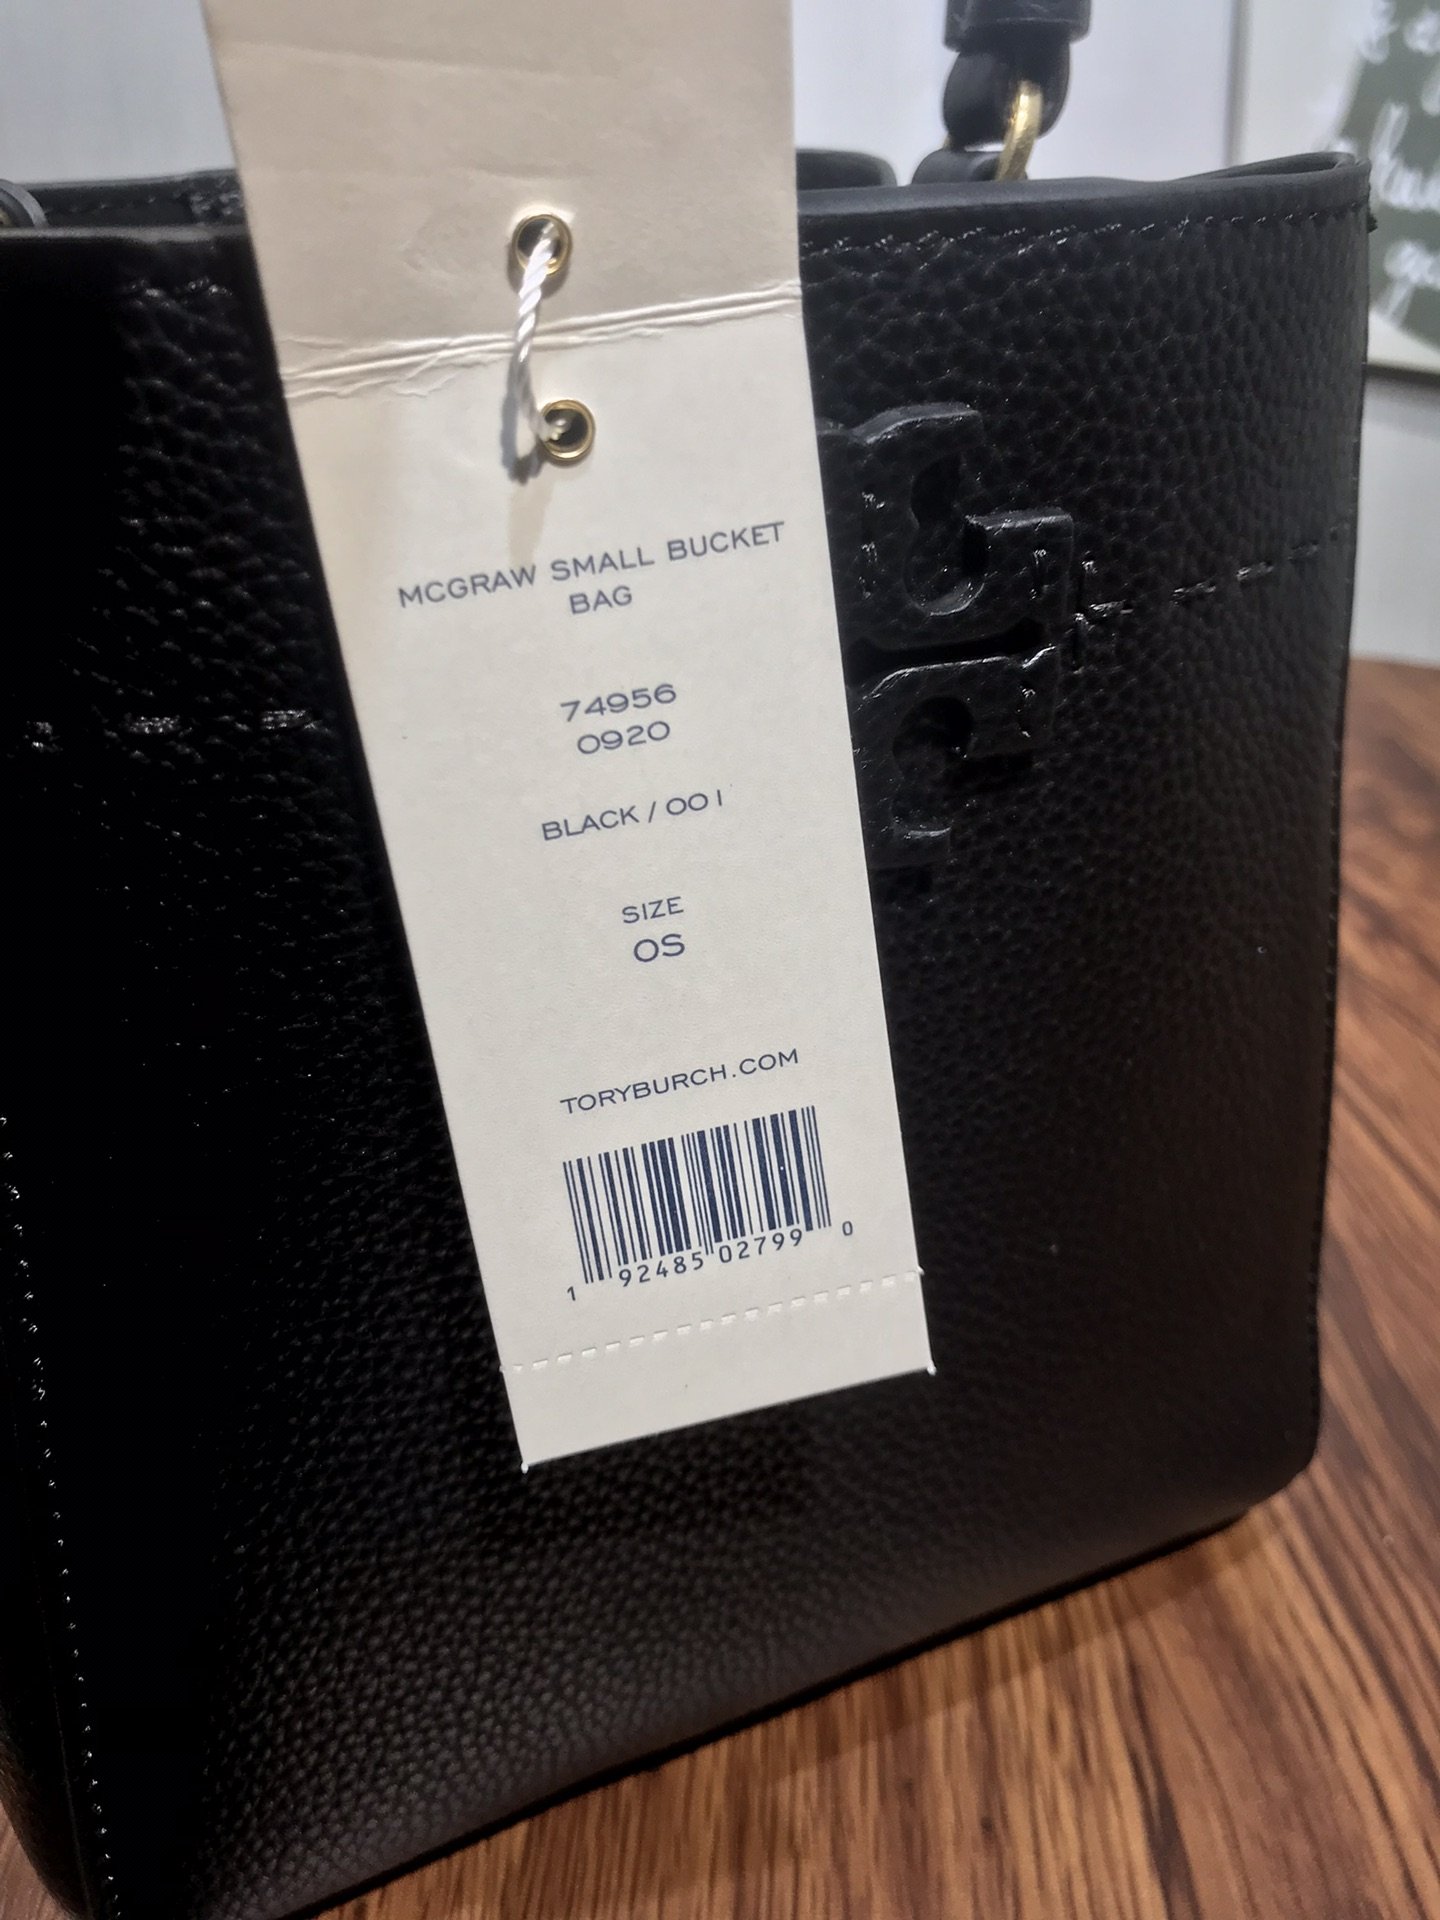 MCGRAW SMALL BUCKET
BAG
74956
0920
BLACK / 001
SIZE
OS
TORYBURCH.COM
1 92485 02799 0